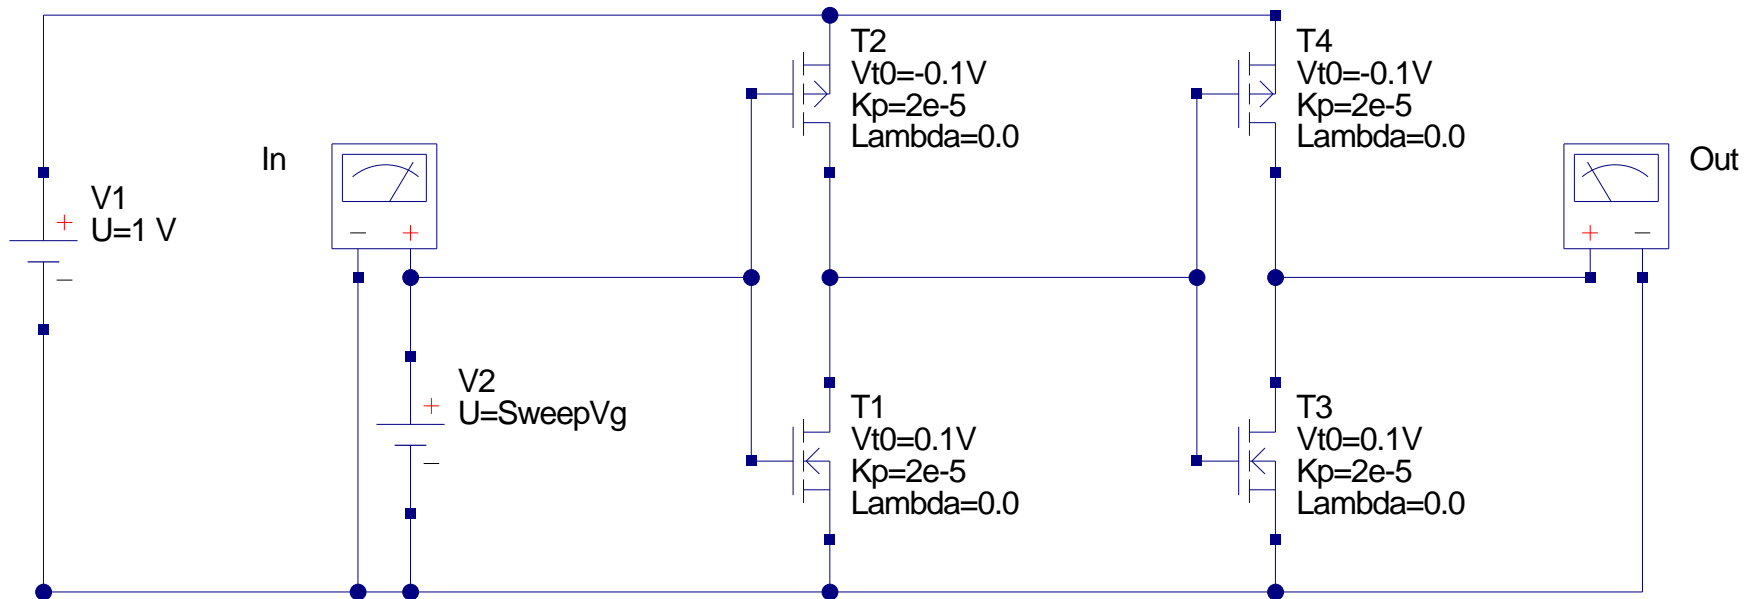 T2
Vt0=-0.1V
Kp=2e-5
Lambda=0.0
T4
Vt0=-0.1V
Kp=2e-5
Lambda=0.0
In
− +
Out
+ −
V1
U=1 V
+
−
V2
U=SweepVg
+
−
T1
Vt0=0.1V
Kp=2e-5
Lambda=0.0
T3
Vt0=0.1V
Kp=2e-5
Lambda=0.0